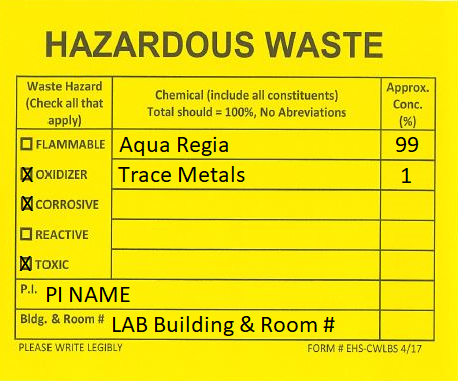 HAZARDOUS WASTE
Waste Hazard
(Check all that
apply)
Chemical (include all constituents)
Total should = 100%, No Abreviations
Approx.
Conc.
(%)
FLAMMABLE Aqua Regia 99
OXIDIZER Trace Metals 1
CORROSIVE
REACTIVE
TOXIC
P.I. PI NAME
Bldg. & Room # LAB Building & Room #
PLEASE WRITE LEGIBLY FORM # EHS-CWLBS 4/17